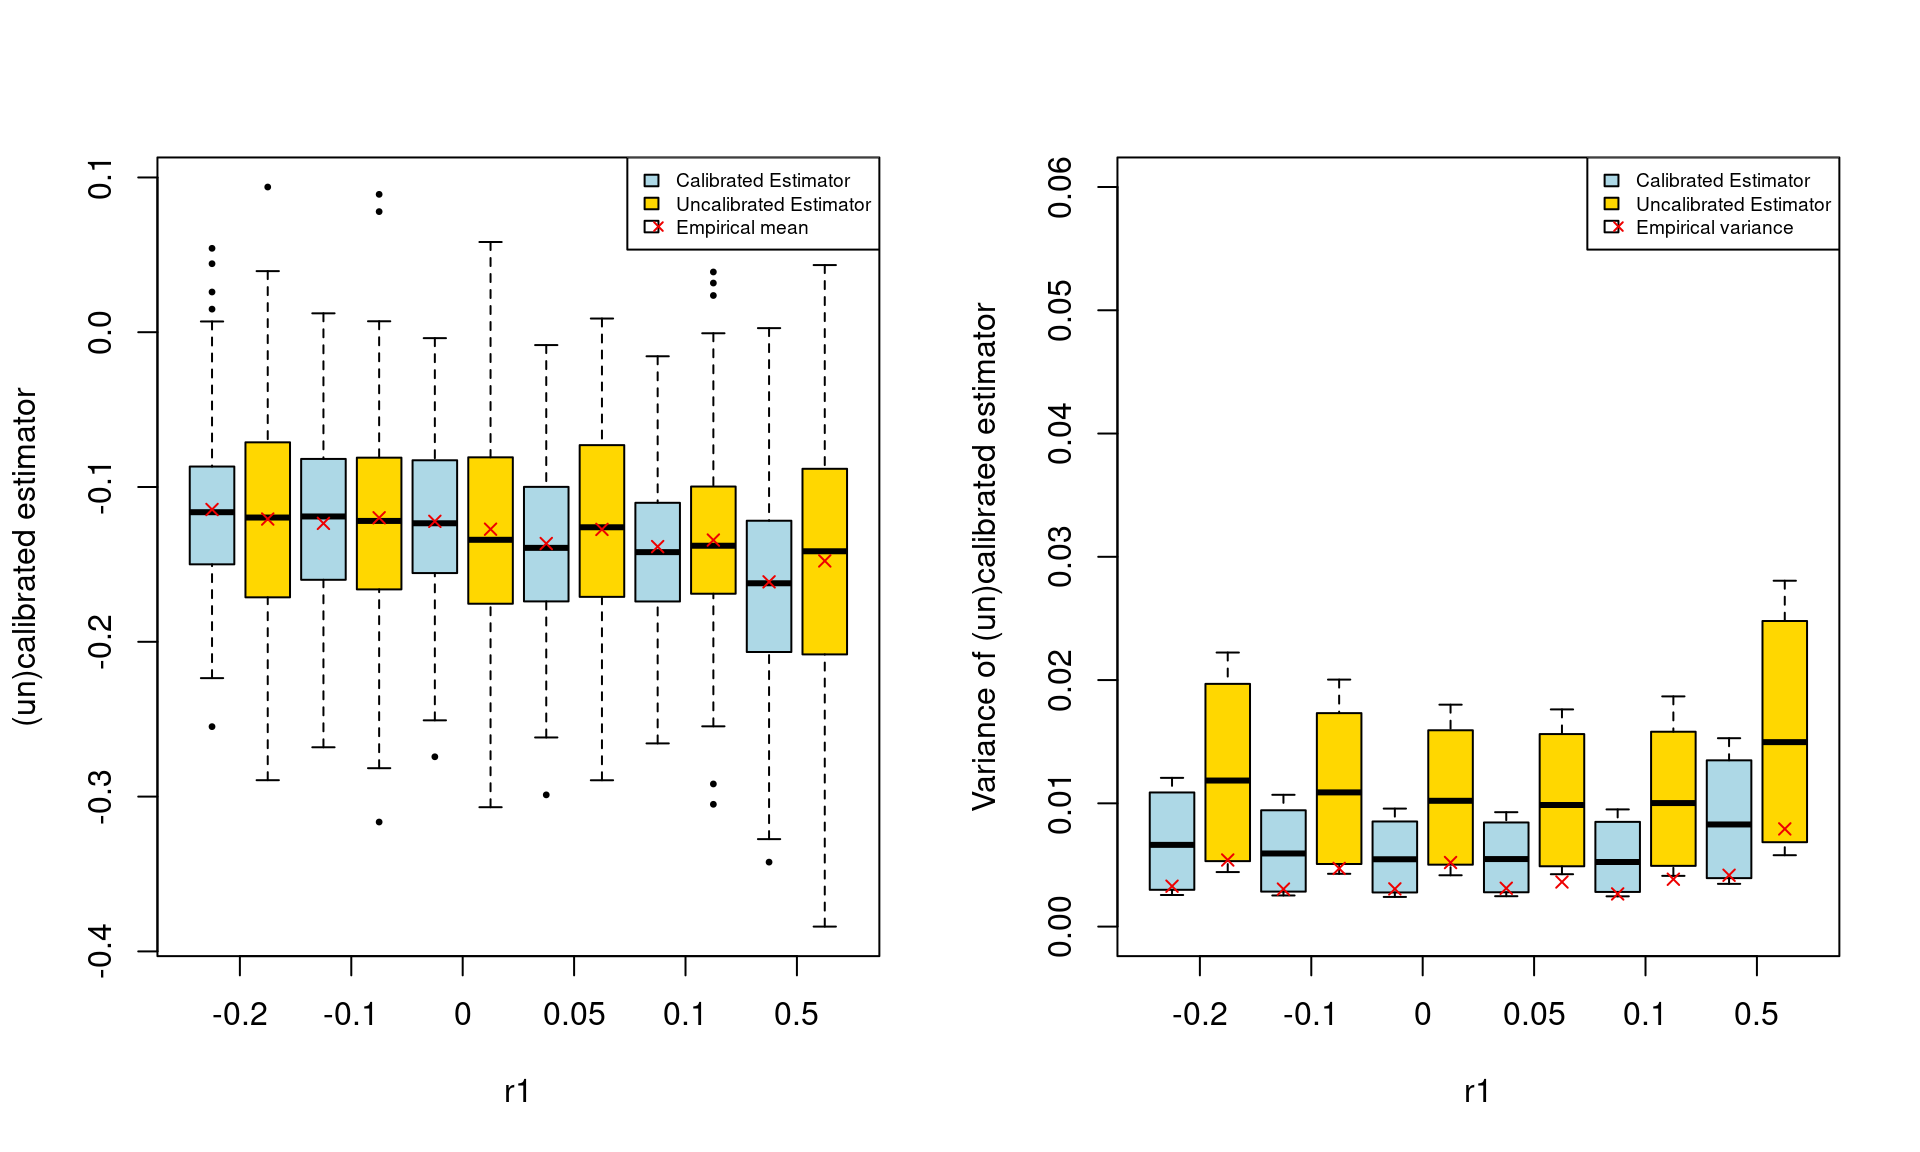 (un)calibrated estimator
0.1
0.0
-0.1
-0.2
-0.3
-0.4
Calibrated Estimator
Uncalibrated Estimator
Empirical mean
-0.2 -0.1 0 0.05 0.1 0.5
r1
Variance of (un)calibrated estimator
0.06
0.05
0.04
0.03
0.02
0.01
0.00
Calibrated Estimator
Uncalibrated Estimator
Empirical variance
-0.2 -0.1 0 0.05 0.1 0.5
r1